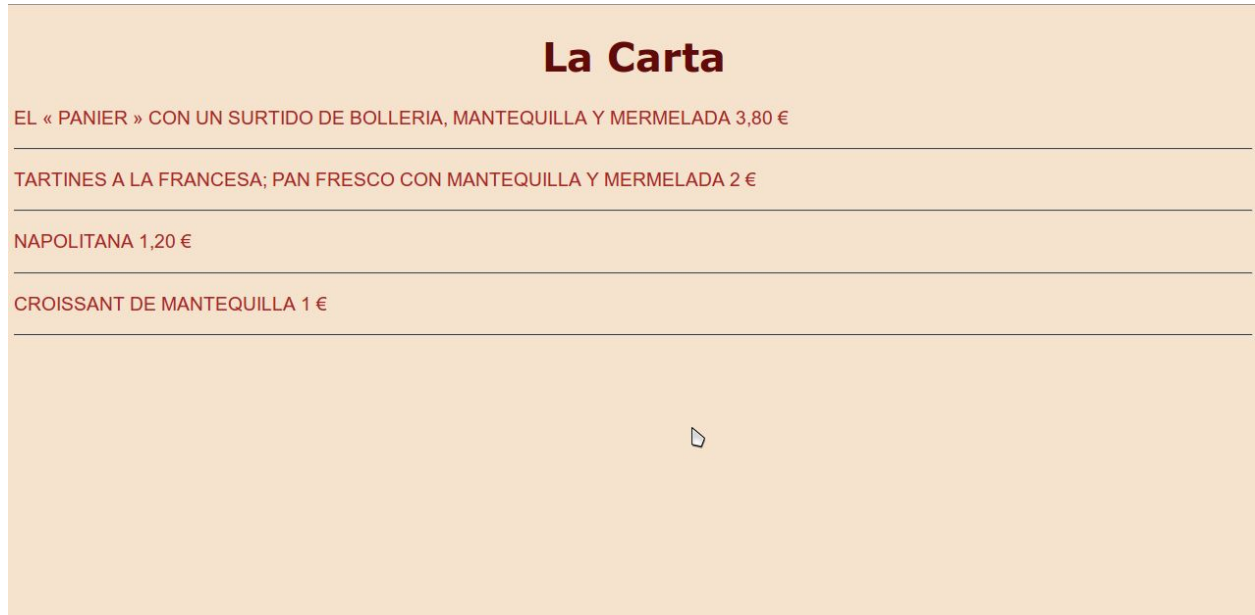 La Carta
EL « PANIER » CON UN SURTIDO DE BOLLERIA, MANTEQUILLA Y MERMELADA 3,80 €
TARTINES A LA FRANCESA; PAN FRESCO CON MANTEQUILLA Y MERMELADA 2 €
NAPOLITANA 1,20 €
CROISSANT DE MANTEQUILLA 1 €